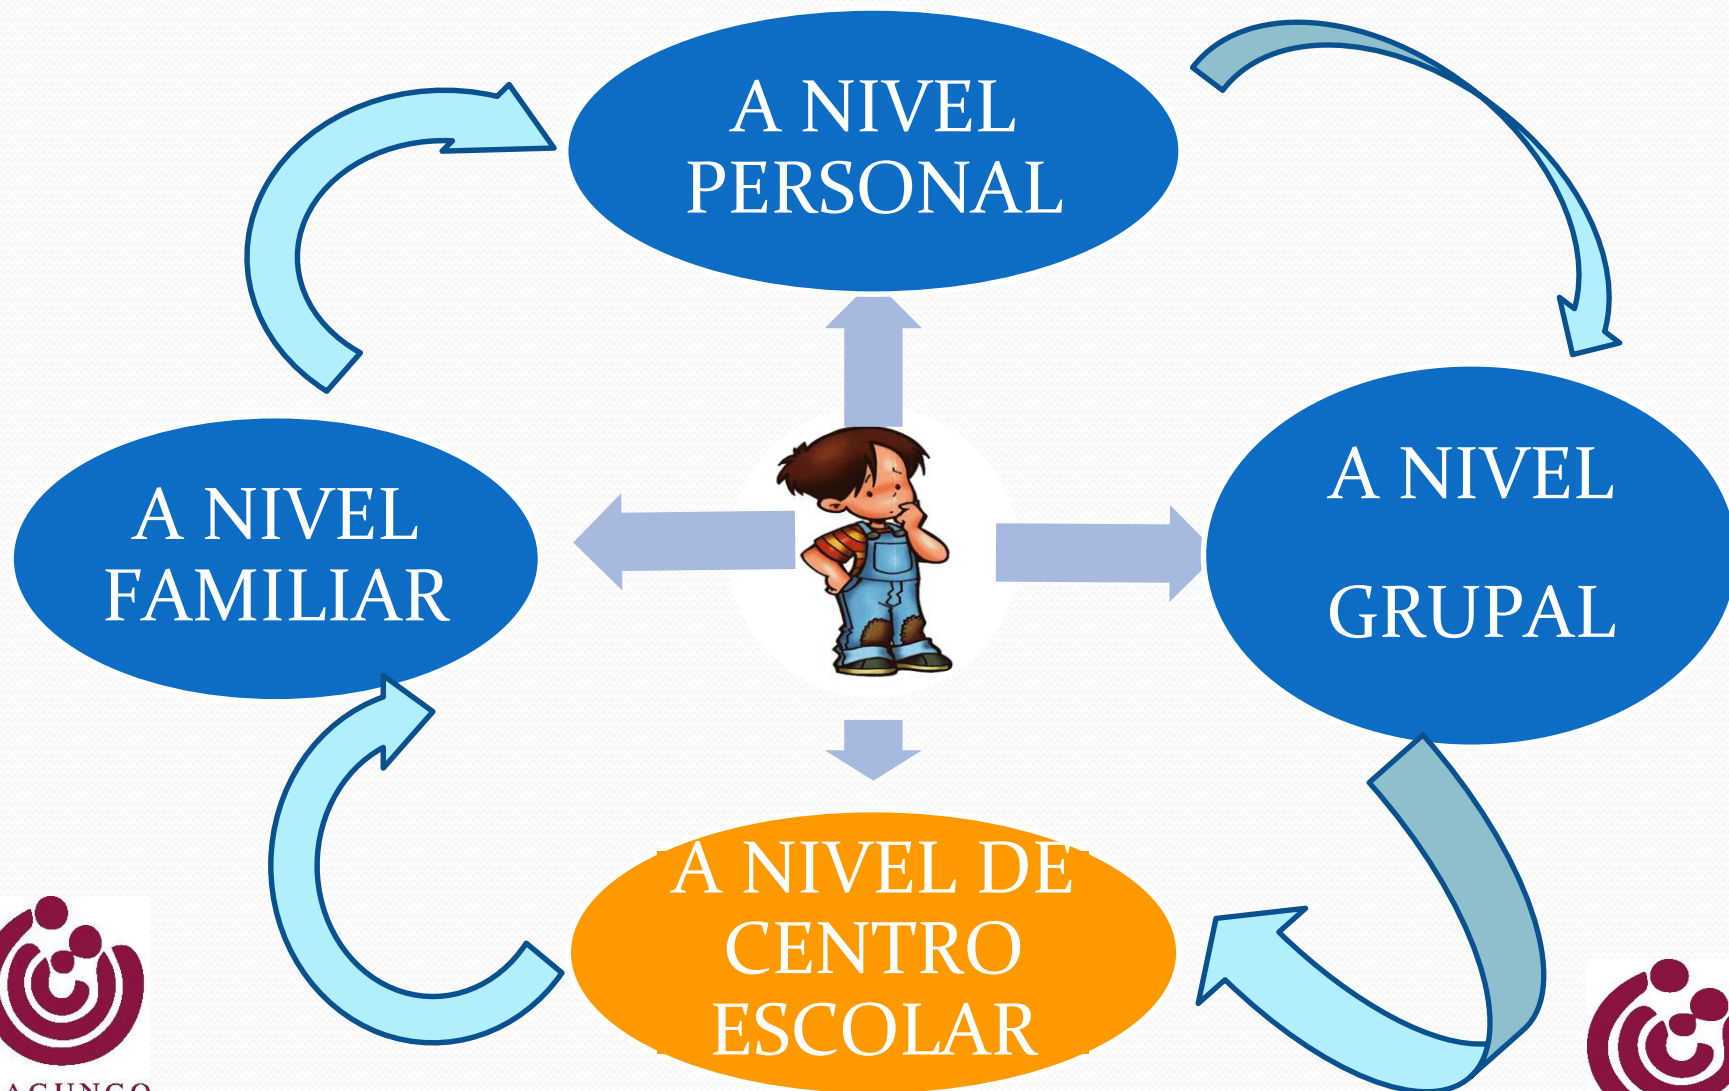 A NIVEL
PERSONAL
A NIVEL
FAMILIAR
A NIVEL
GRUPAL
A NIVEL DE
CENTRO
ESCOLAR